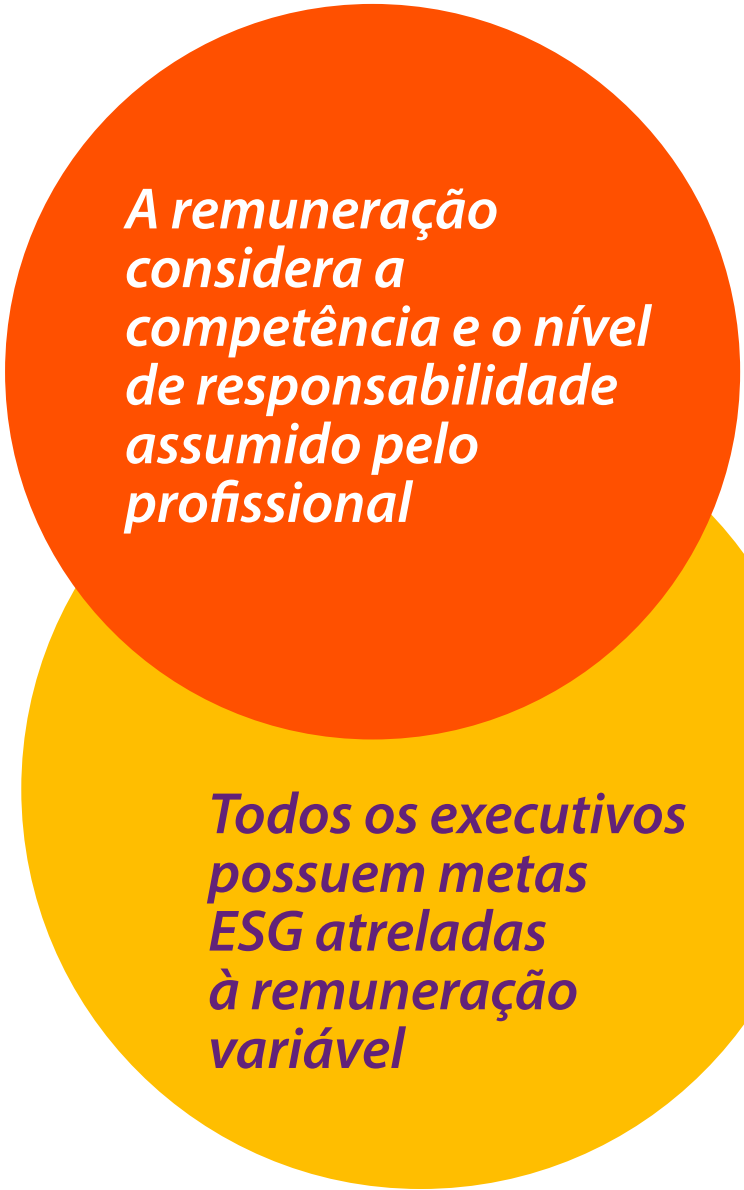 A remuneração
considera a
competência e o nível
de responsabilidade
assumido pelo
profissional
Todos os executivos
possuem metas
ESG atreladas
à remuneração
variável